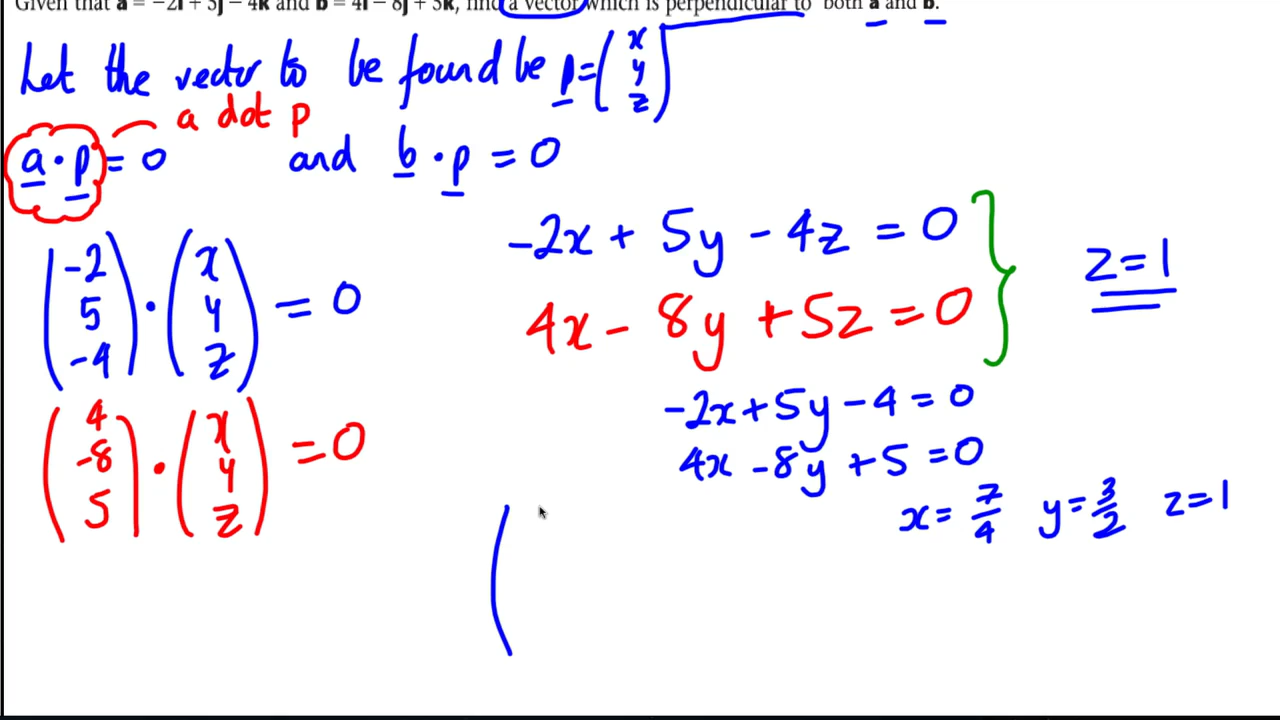 Given that a = −2i + 5j − 4k and b = 4i − 8j + 5k, find a vector which is perpendicular to both a and b.
Let the vector to be found be p = (x y z)
a dot p
a · p = 0 and b · p = 0
-2x + 5y - 4z = 0
z = 1
(-2 5 -4) · (x y z) = 0
4x - 8y + 5z = 0
-2x + 5y - 4 = 0
(4 -8 5) · (x y z) = 0
4x - 8y + 5 = 0
x = 7/4 y = 3/2 z = 1
(